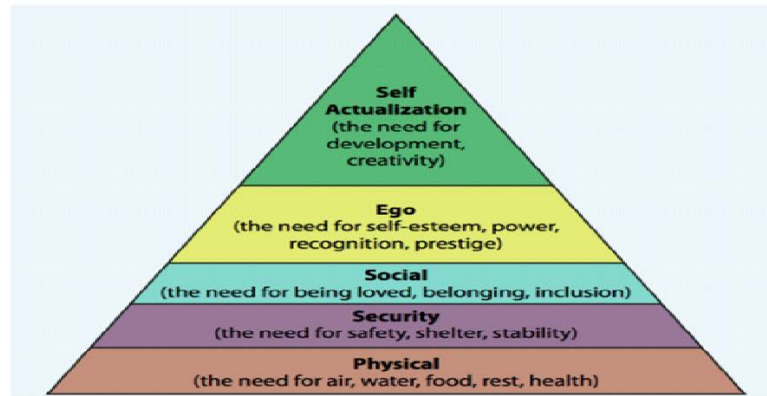 Self
Actualization
(the need for
development,
creativity)
Ego
(the need for self-esteem, power,
recognition, prestige)
Social
(the need for being loved, belonging, inclusion)
Security
(the need for safety, shelter, stability)
Physical
(the need for air, water, food, rest, health)